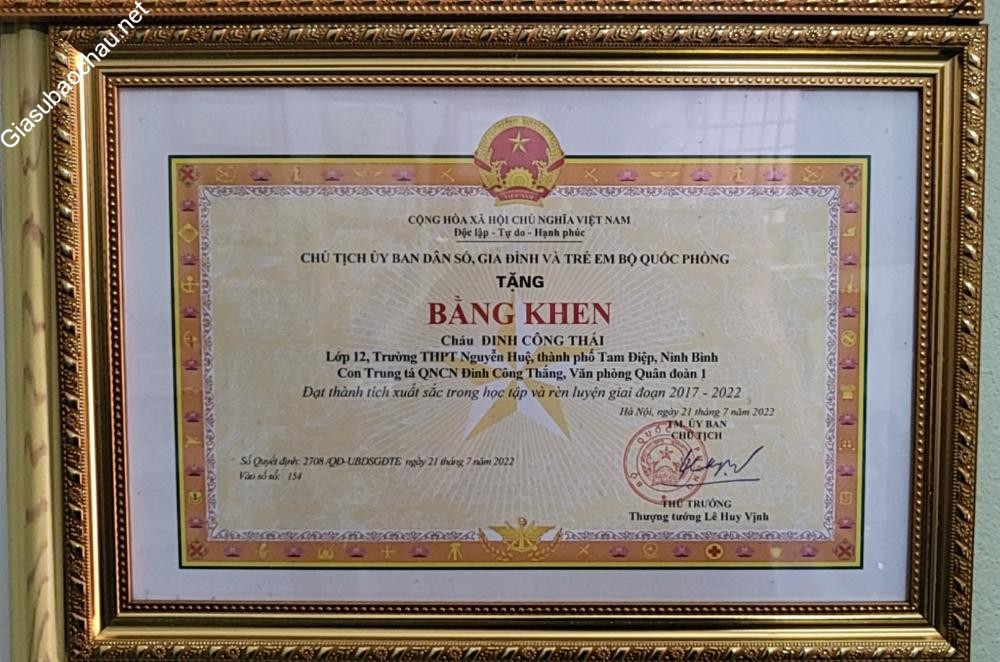 Giasubaochau.net
CỘNG HÒA XÃ HỘI CHỦ NGHĨA VIỆT NAM
Độc lập - Tự do - Hạnh phúc
CHỦ TỊCH ỦY BAN DÂN SỐ, GIA ĐÌNH VÀ TRẺ EM BỘ QUỐC PHÒNG
TẶNG
BẰNG KHEN
Cháu ĐINH CÔNG THÁI
Lớp 12, Trường THPT Nguyễn Huệ, thành phố Tam Điệp, Ninh Bình
Con Trung tá QNCN Đinh Công Thăng, Văn phòng Quân đoàn 1
Đạt thành tích xuất sắc trong học tập và rèn luyện giai đoạn 2017 - 2022
Hà Nội, ngày 21 tháng 7 năm 2022
TM. ỦY BAN
CHỦ TỊCH
Số Quyết định: 2708 /QĐ-UBDSGĐTE ngày 21 tháng 7 năm 2022
Vào sổ số: 154
THỨ TRƯỞNG
Thượng tướng Lê Huy Vịnh